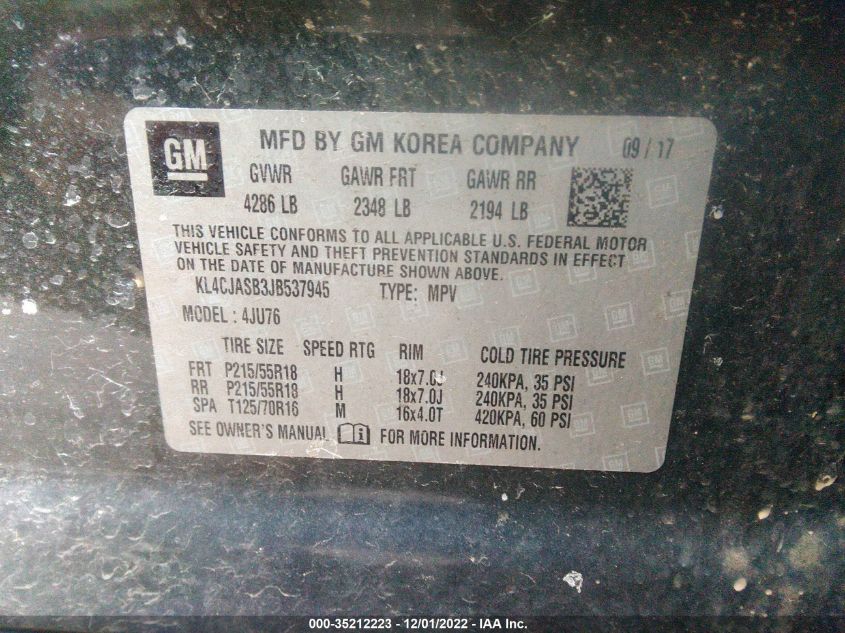 GM MFD BY GM KOREA COMPANY 09/17
GVWR GAWR FRT GAWR RR
4286 LB 2348 LB 2194 LB
THIS VEHICLE CONFORMS TO ALL APPLICABLE U.S. FEDERAL MOTOR
VEHICLE SAFETY AND THEFT PREVENTION STANDARDS IN EFFECT
ON THE DATE OF MANUFACTURE SHOWN ABOVE.
KL4CJASB3JB537945 TYPE: MPV
MODEL: 4JU76
TIRE SIZE SPEED RTG RIM COLD TIRE PRESSURE
FRT P215/55R18 H 18x7.0J 240KPA, 35 PSI
RR P215/55R18 H 18x7.0J 240KPA, 35 PSI
SPA T125/70R16 M 16x4.0T 420KPA, 60 PSI
SEE OWNER'S MANUAL FOR MORE INFORMATION.
000-35212223 - 12/01/2022 - IAA Inc.